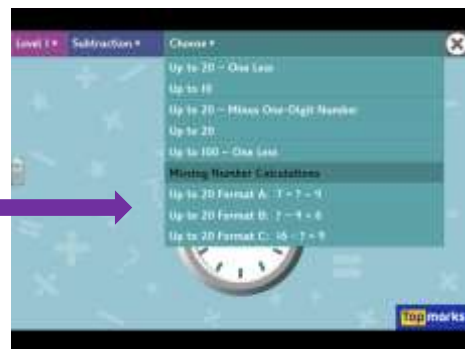 Level 1 Subtraction Choose
Up to 20 – One Less
Up to 10
Up to 20 – Minus One-Digit Number
Up to 20
Up to 100 – One Less
Missing Number Calculations
Up to 20 Format A: 7 = ? – 9
Up to 20 Format B: ? – 9 = 6
Up to 20 Format C: 16 - ? = 9
Topmarks